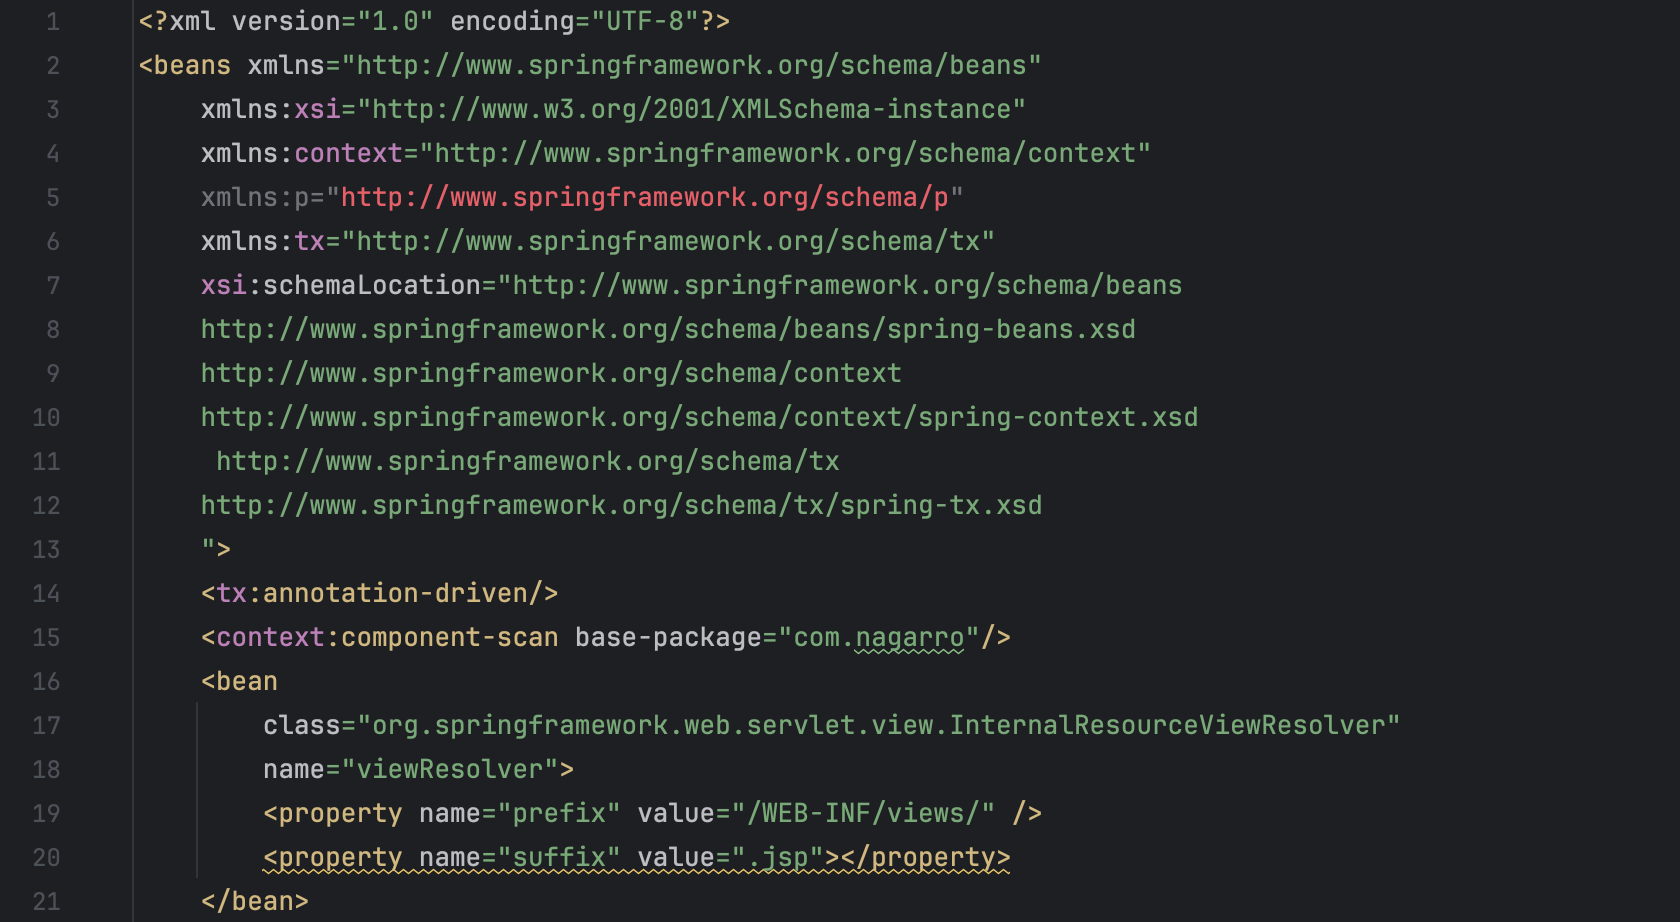 1 <?xml version="1.0" encoding="UTF-8"?>
2 <beans xmlns="http://www.springframework.org/schema/beans"
3 xmlns:xsi="http://www.w3.org/2001/XMLSchema-instance"
4 xmlns:context="http://www.springframework.org/schema/context"
5 xmlns:p="http://www.springframework.org/schema/p"
6 xmlns:tx="http://www.springframework.org/schema/tx"
7 xsi:schemaLocation="http://www.springframework.org/schema/beans
8 http://www.springframework.org/schema/beans/spring-beans.xsd
9 http://www.springframework.org/schema/context
10 http://www.springframework.org/schema/context/spring-context.xsd
11 http://www.springframework.org/schema/tx
12 http://www.springframework.org/schema/tx/spring-tx.xsd
13 ">
14 <tx:annotation-driven/>
15 <context:component-scan base-package="com.nagarro"/>
16 <bean
17 class="org.springframework.web.servlet.view.InternalResourceViewResolver"
18 name="viewResolver">
19 <property name="prefix" value="/WEB-INF/views/" />
20 <property name="suffix" value=".jsp"></property>
21 </bean>